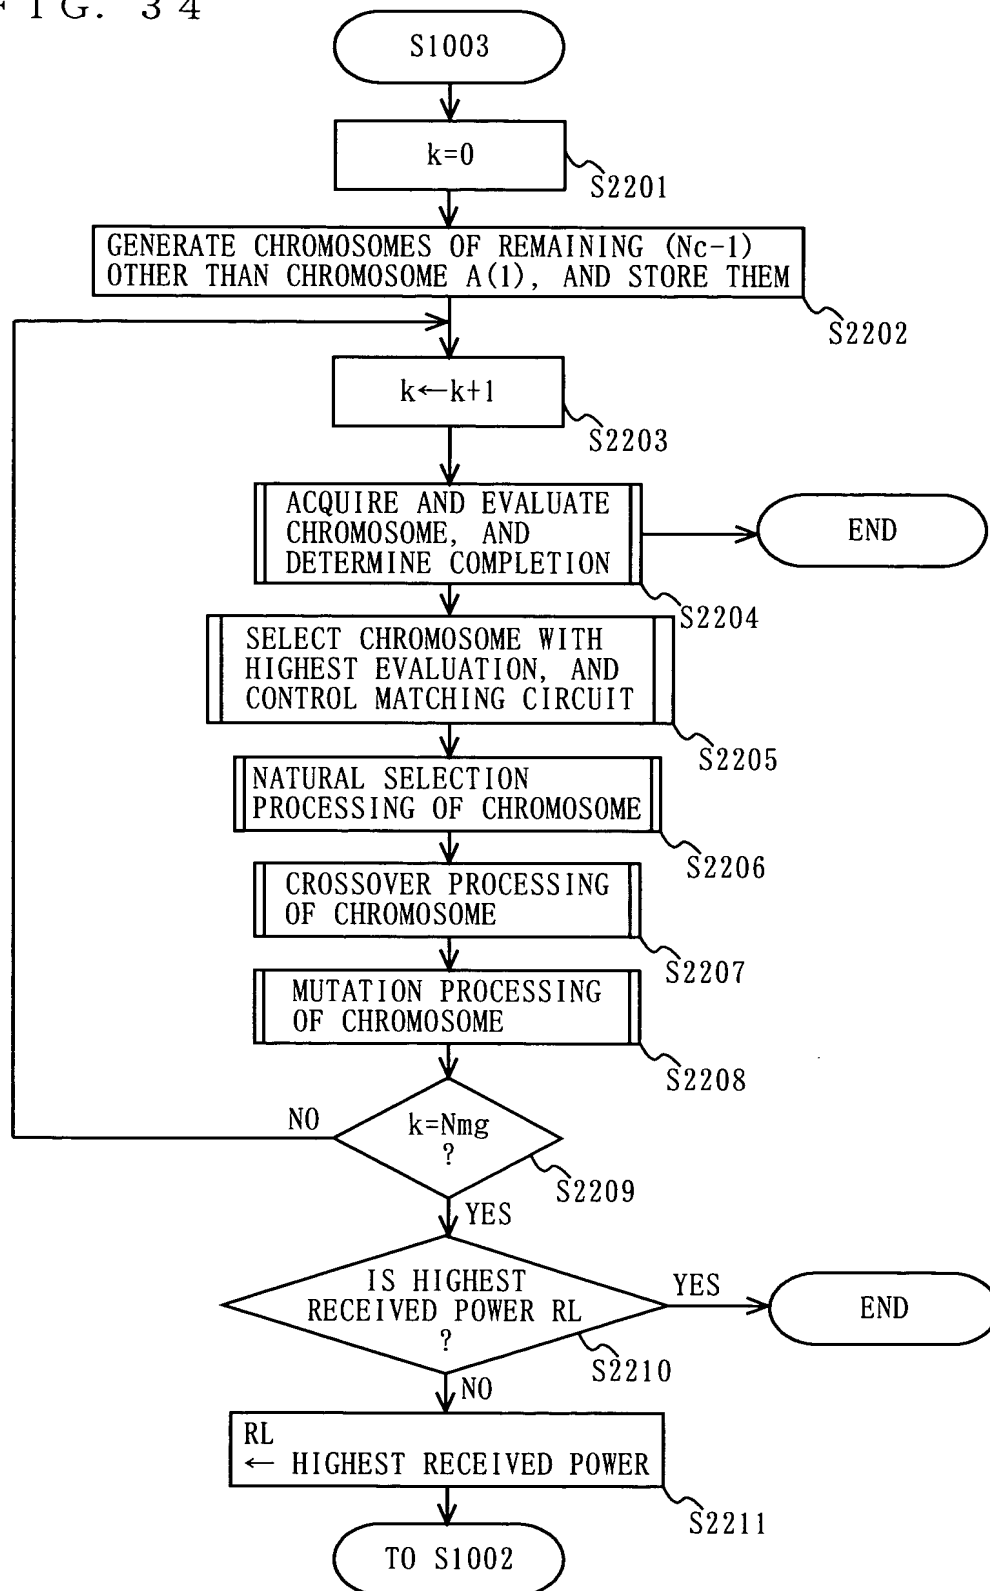 FIG. 34
S1003
k=0
S2201
GENERATE CHROMOSOMES OF REMAINING (Nc-1)
OTHER THAN CHROMOSOME A(1), AND STORE THEM
S2202
k←k+1
S2203
ACQUIRE AND EVALUATE
CHROMOSOME, AND
DETERMINE COMPLETION
END
S2204
SELECT CHROMOSOME WITH
HIGHEST EVALUATION, AND
CONTROL MATCHING CIRCUIT
S2205
NATURAL SELECTION
PROCESSING OF CHROMOSOME
S2206
CROSSOVER PROCESSING
OF CHROMOSOME
S2207
MUTATION PROCESSING
OF CHROMOSOME
S2208
NO
k=Nmg
?
S2209
YES
IS HIGHEST
RECEIVED POWER RL
?
YES
END
S2210
NO
RL
← HIGHEST RECEIVED POWER
S2211
TO S1002